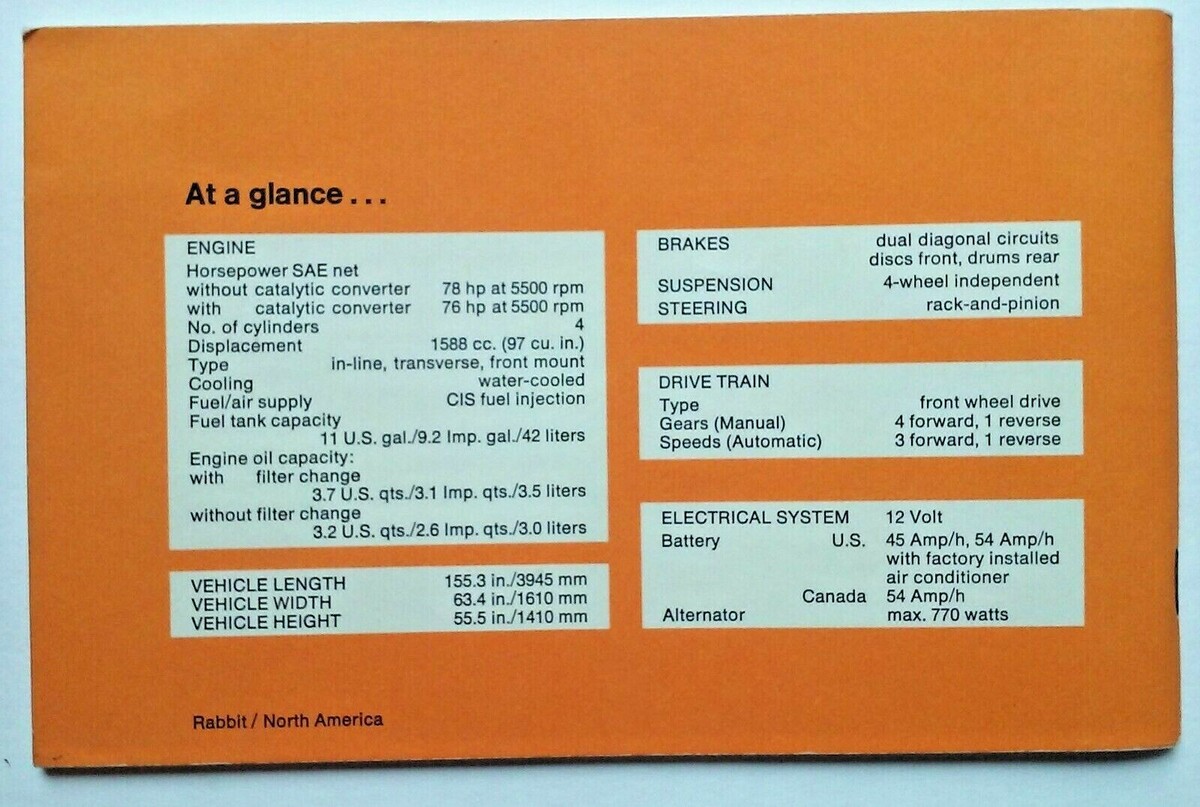 At a glance . . .
ENGINE
Horsepower SAE net
without catalytic converter 78 hp at 5500 rpm
with catalytic converter 76 hp at 5500 rpm
No. of cylinders 4
Displacement 1588 cc. (97 cu. in.)
Type in-line, transverse, front mount
Cooling water-cooled
Fuel/air supply CIS fuel injection
Fuel tank capacity
11 U.S. gal./9.2 Imp. gal./42 liters
Engine oil capacity:
with filter change
3.7 U.S. qts./3.1 Imp. qts./3.5 liters
without filter change
3.2 U.S. qts./2.6 Imp. qts./3.0 liters
VEHICLE LENGTH 155.3 in./3945 mm
VEHICLE WIDTH 63.4 in./1610 mm
VEHICLE HEIGHT 55.5 in./1410 mm
BRAKES dual diagonal circuits
discs front, drums rear
SUSPENSION 4-wheel independent
STEERING rack-and-pinion
DRIVE TRAIN
Type front wheel drive
Gears (Manual) 4 forward, 1 reverse
Speeds (Automatic) 3 forward, 1 reverse
ELECTRICAL SYSTEM 12 Volt
Battery U.S. 45 Amp/h, 54 Amp/h
with factory installed
air conditioner
Canada 54 Amp/h
Alternator max. 770 watts
Rabbit / North America